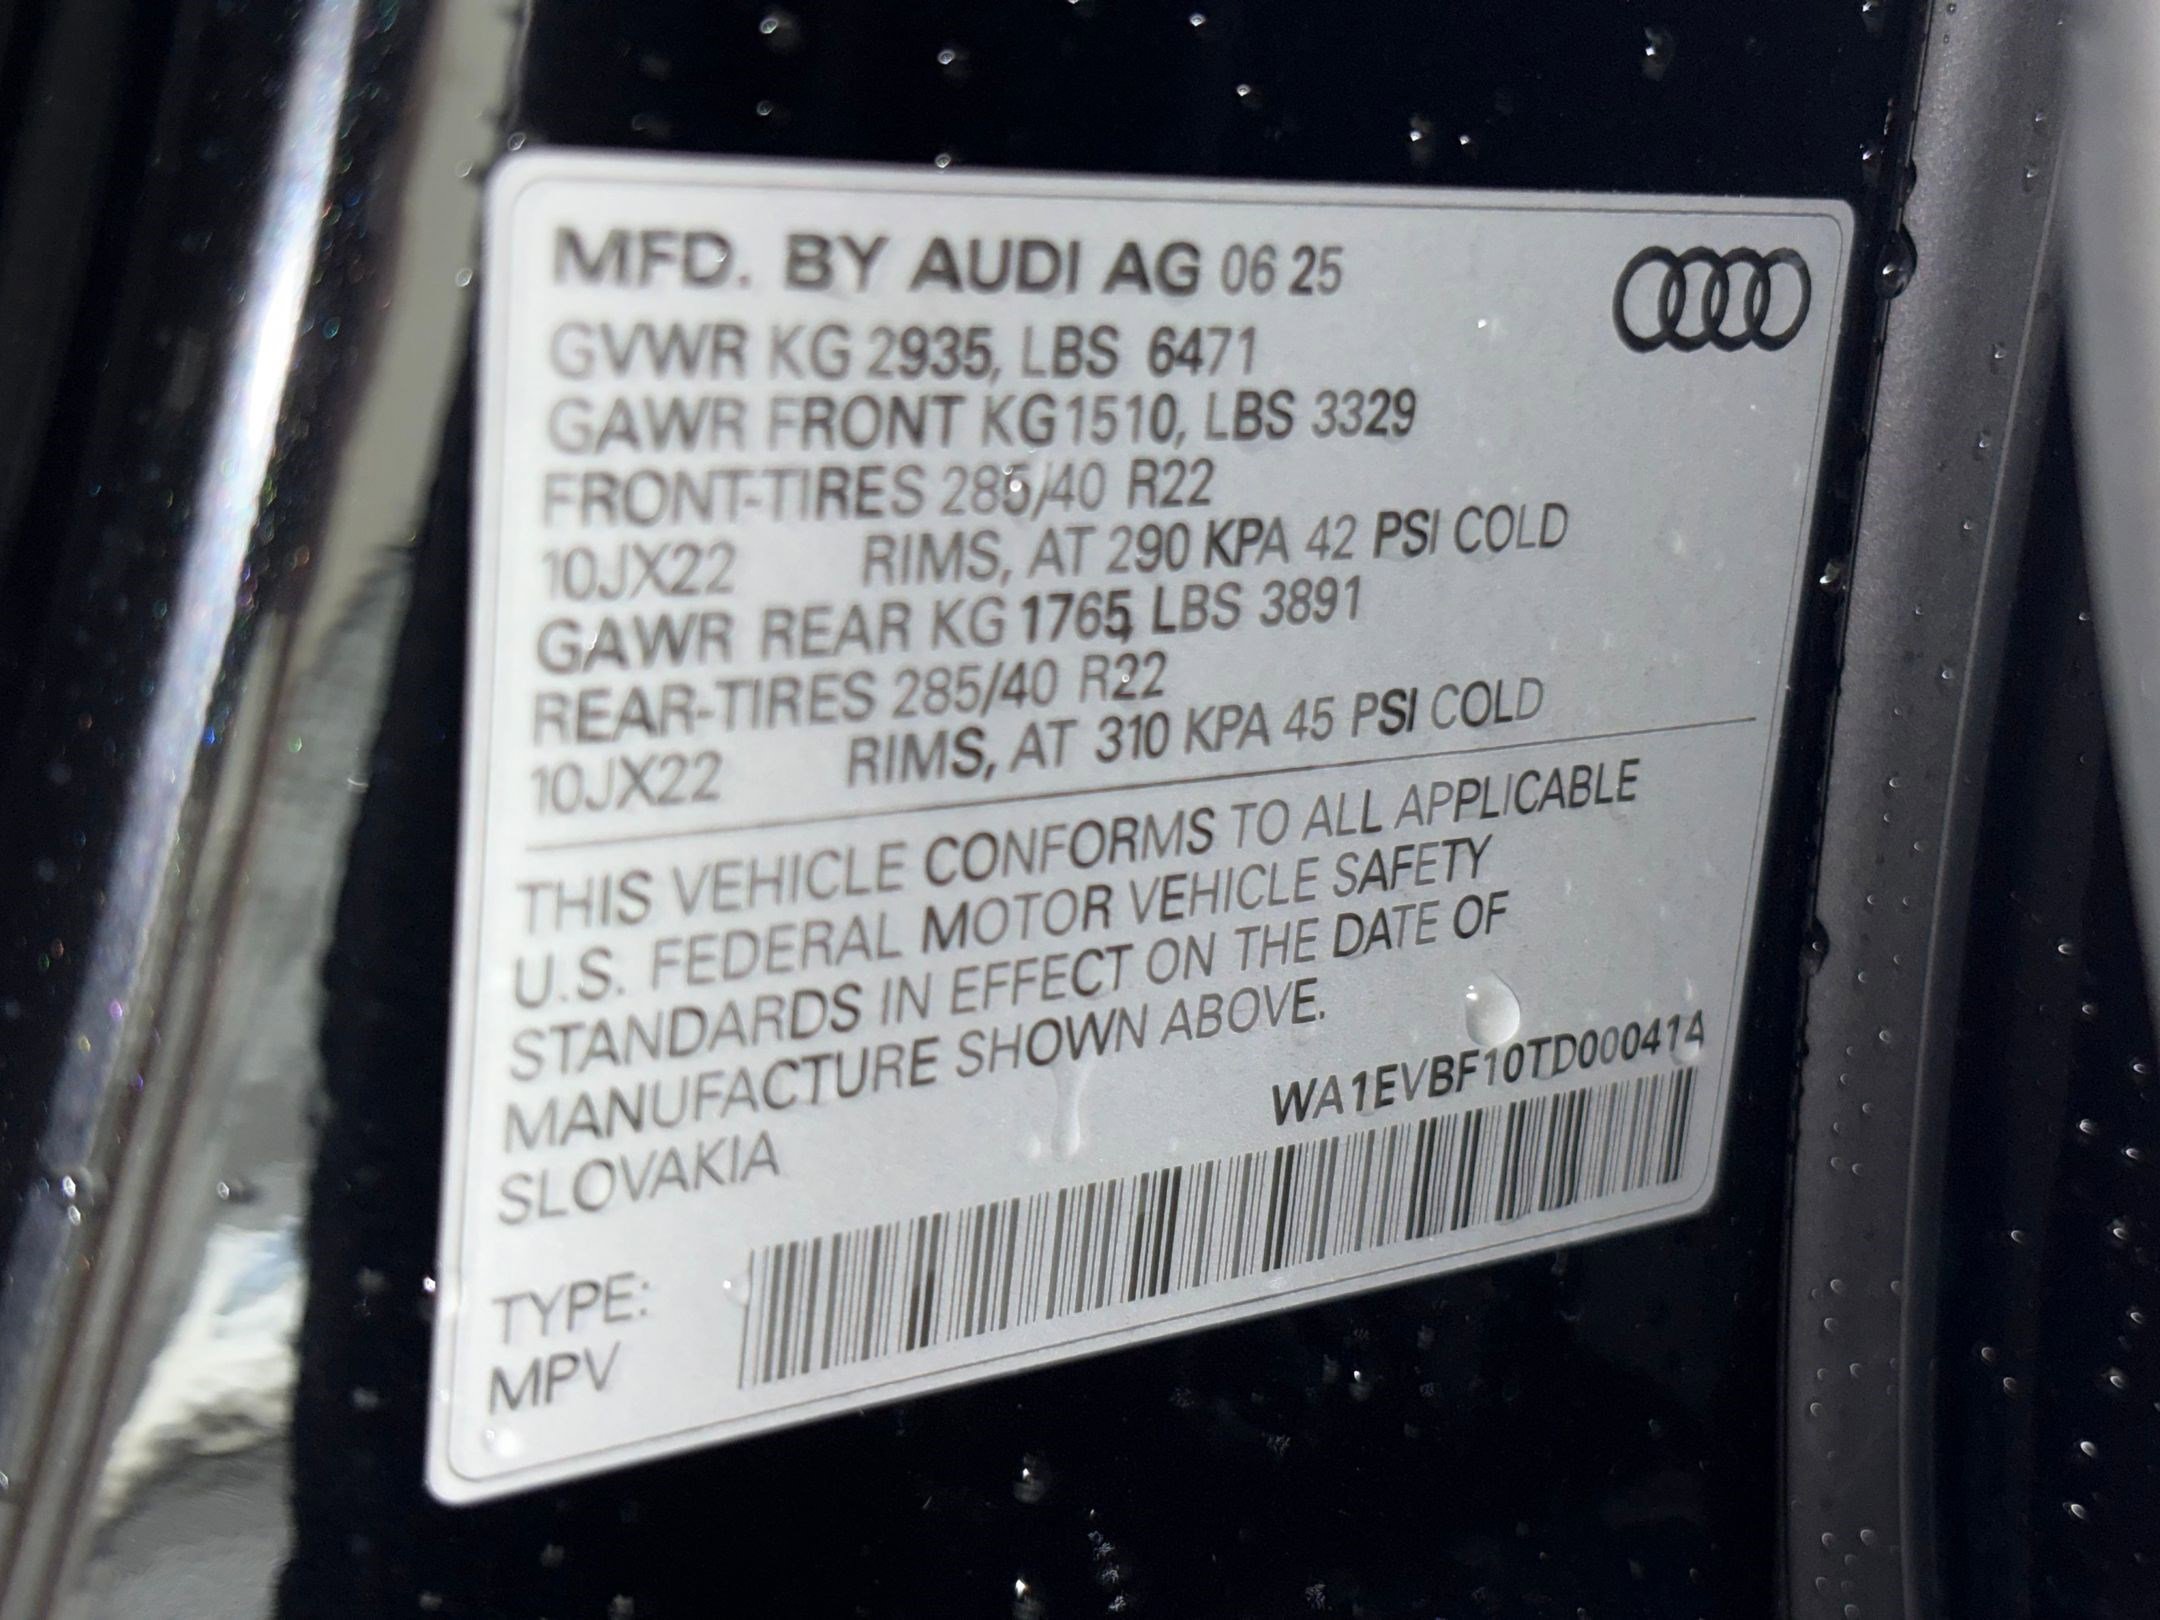 MFD. BY AUDI AG 06 25
GVWR KG 2935, LBS 6471
GAWR FRONT KG 1510, LBS 3329
FRONT-TIRES 285/40 R22
10JX22 RIMS, AT 290 KPA 42 PSI COLD
GAWR REAR KG 1765, LBS 3891
REAR-TIRES 285/40 R22
10JX22 RIMS, AT 310 KPA 45 PSI COLD
THIS VEHICLE CONFORMS TO ALL APPLICABLE
U.S. FEDERAL MOTOR VEHICLE SAFETY
STANDARDS IN EFFECT ON THE DATE OF
MANUFACTURE SHOWN ABOVE.
SLOVAKIA
WA1EVBF10TD000414
TYPE:
MPV